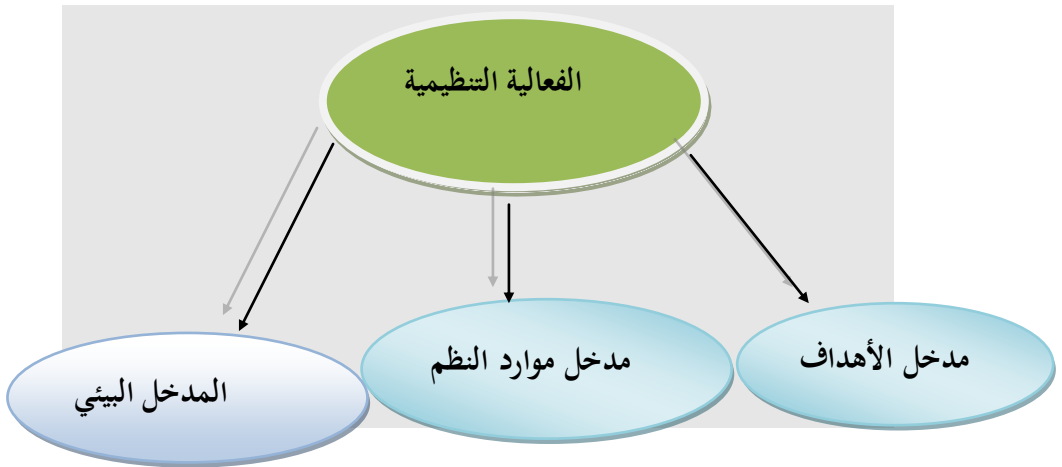 الفعالية التنظيمية
مدخل الأهداف
مدخل موارد النظم
المدخل البيئي